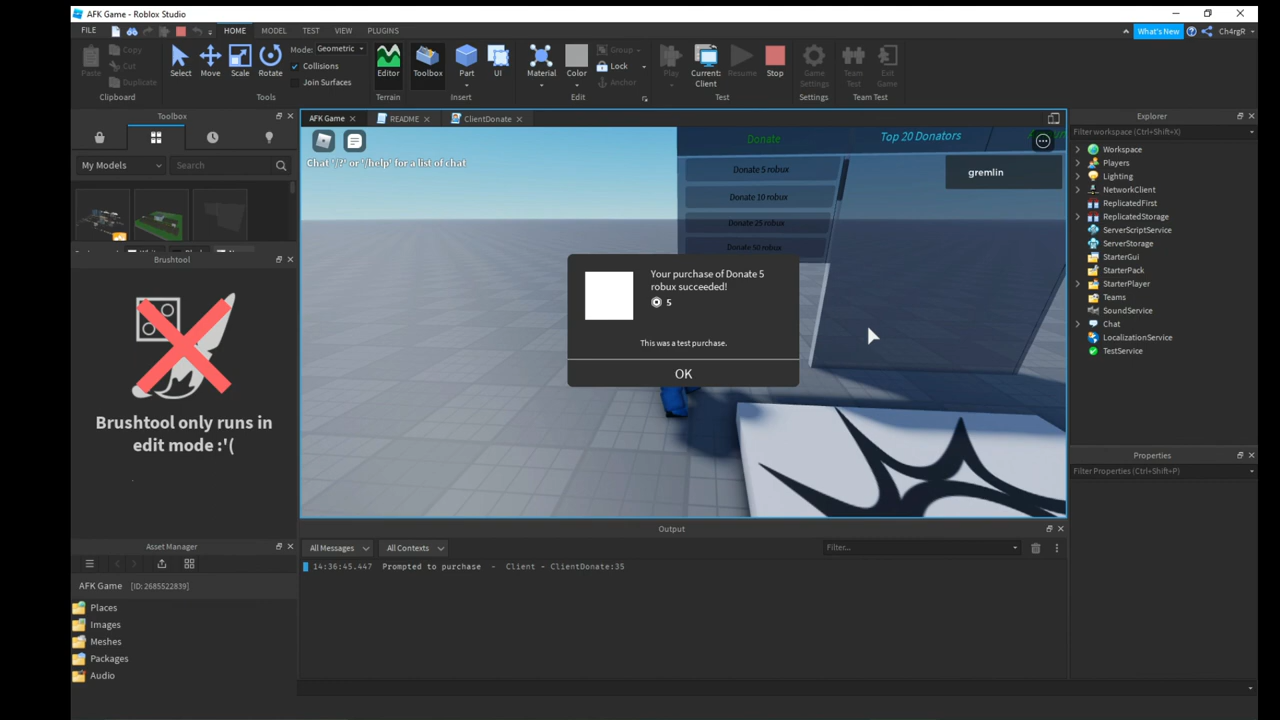 AFK Game - Roblox Studio
FILE HOME MODEL TEST VIEW PLUGINS What's New Ch4rgR
Paste Copy Cut Duplicate Select Move Scale Rotate Mode: Geometric Collisions Join Surfaces Editor Toolbox Part UI Material Color Group Lock Anchor Play Current: Client Resume Stop Game Settings Team Test Exit Game
Clipboard Tools Terrain Insert Edit Test Settings Team Test
Toolbox
My Models Search
Brushtool
Brushtool only runs in
edit mode :'(
Asset Manager
AFK Game [ID: 2685522839]
Places
Images
Meshes
Packages
Audio
AFK Game README ClientDonate
Chat '/?' or '/help' for a list of chat
Donate
Donate 5 robux
Donate 10 robux
Donate 25 robux
Donate 50 robux
Top 20 Donators
gremlin
Your purchase of Donate 5
robux succeeded!
5
This was a test purchase.
OK
Output
All Messages All Contexts Filter...
14:36:45.447 Prompted to purchase - Client - ClientDonate:35
Explorer
Filter workspace (Ctrl+Shift+X)
Workspace
Players
Lighting
NetworkClient
ReplicatedFirst
ReplicatedStorage
ServerScriptService
ServerStorage
StarterGui
StarterPack
StarterPlayer
Teams
SoundService
Chat
LocalizationService
TestService
Properties
Filter Properties (Ctrl+Shift+P)